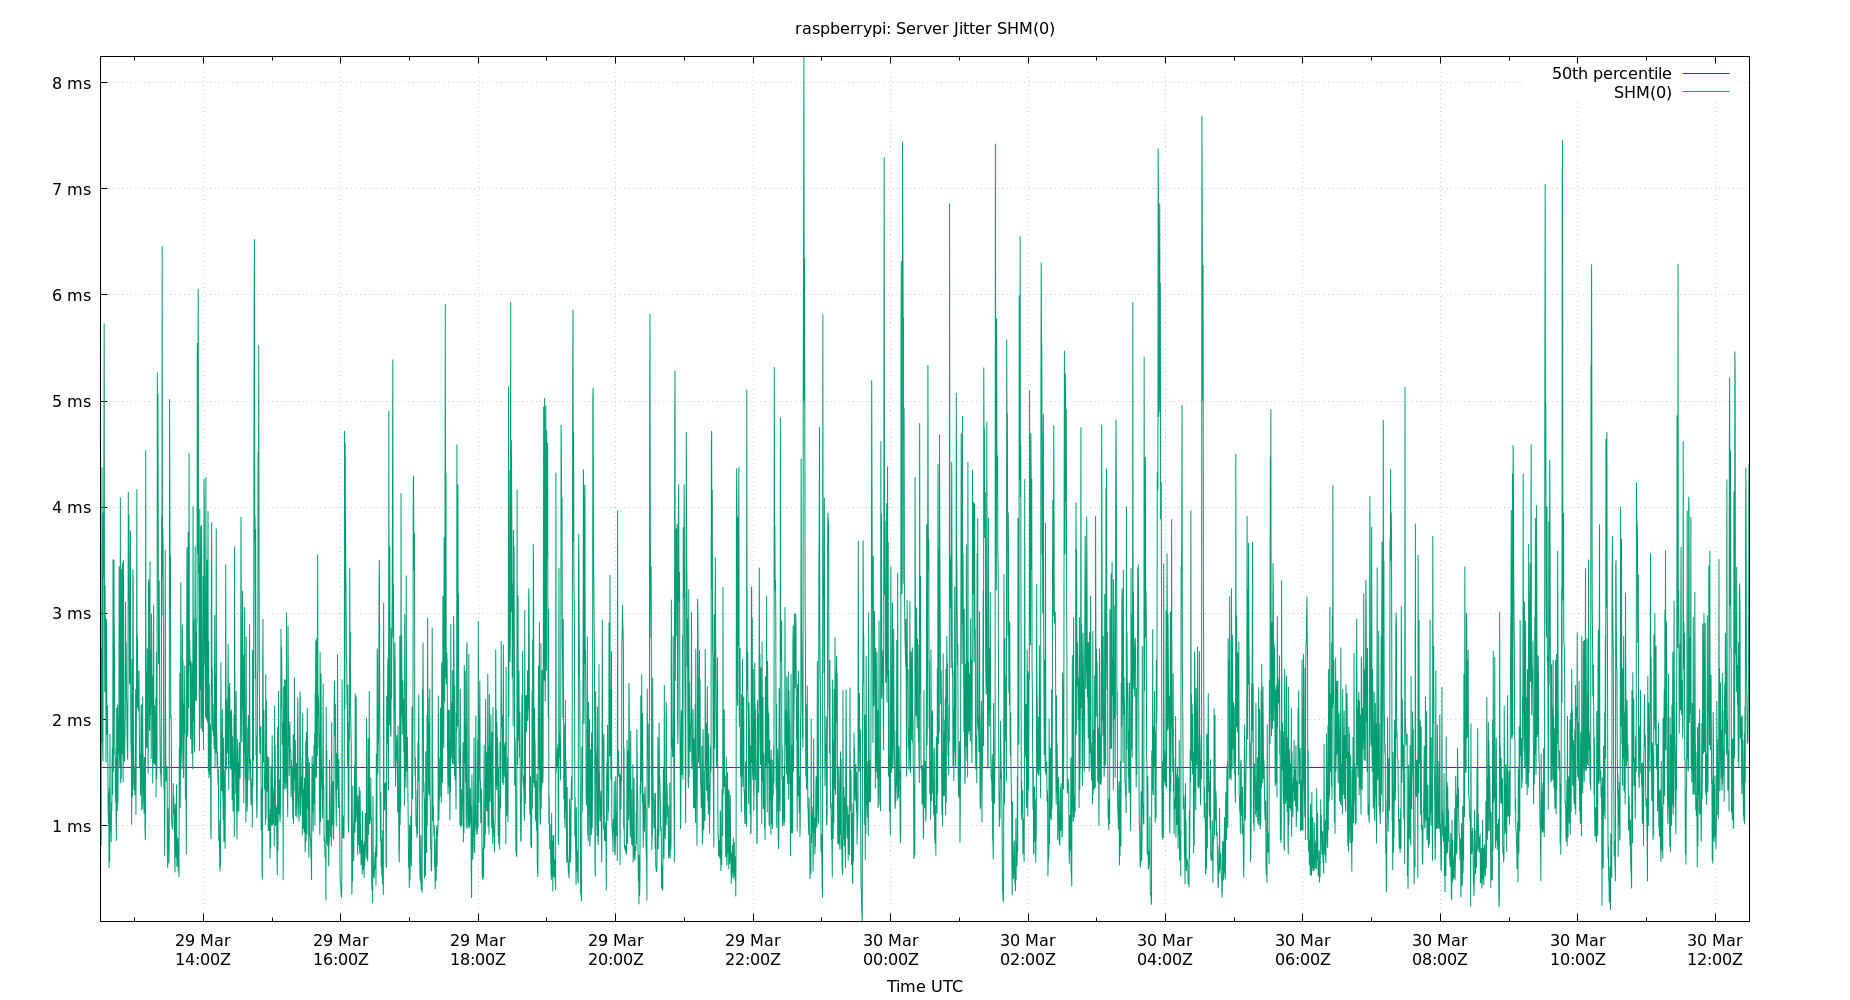 raspberrypi: Server Jitter SHM(0)
50th percentile
SHM(0)
8 ms
7 ms
6 ms
5 ms
4 ms
3 ms
2 ms
1 ms
29 Mar 29 Mar 29 Mar 29 Mar 29 Mar 30 Mar 30 Mar 30 Mar 30 Mar 30 Mar 30 Mar 30 Mar
14:00Z 16:00Z 18:00Z 20:00Z 22:00Z 00:00Z 02:00Z 04:00Z 06:00Z 08:00Z 10:00Z 12:00Z
Time UTC